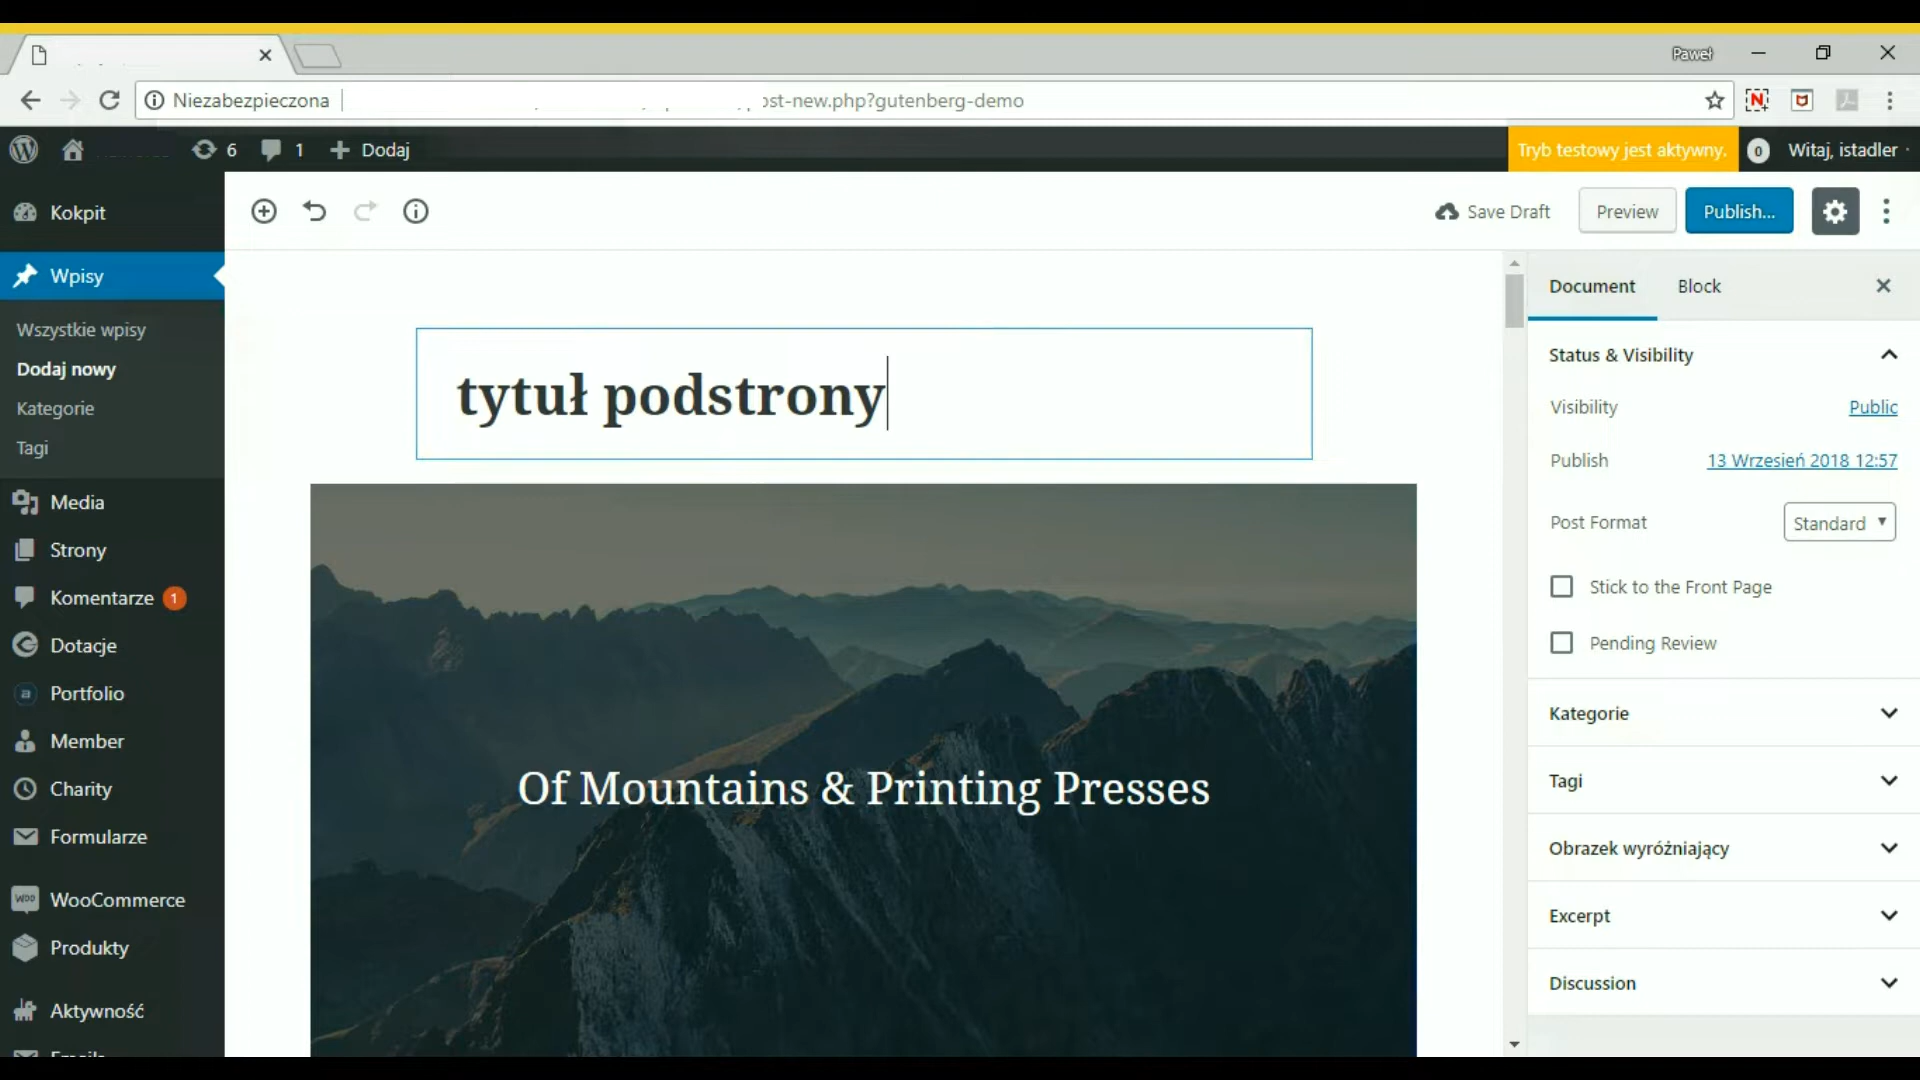 Paweł
Niezabezpieczona
ost-new.php?gutenberg-demo
6
1
Dodaj
Tryb testowy jest aktywny.
0
Witaj, istadler
Kokpit
Wpisy
Wszystkie wpisy
Dodaj nowy
Kategorie
Tagi
Media
Strony
Komentarze 1
Dotacje
Portfolio
Member
Charity
Formularze
WooCommerce
Produkty
Aktywność
Save Draft
Preview
Publish...
tytuł podstrony
Of Mountains & Printing Presses
Document
Block
Status & Visibility
Visibility
Public
Publish
13 Wrzesień 2018 12:57
Post Format
Standard
Stick to the Front Page
Pending Review
Kategorie
Tagi
Obrazek wyróżniający
Excerpt
Discussion